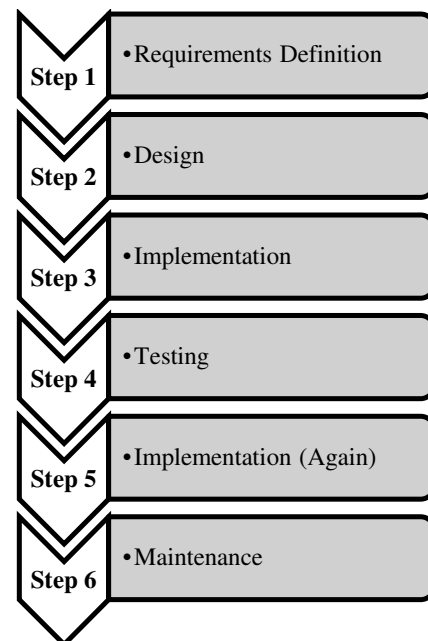 Step 1
•Requirements Definition
Step 2
•Design
Step 3
•Implementation
Step 4
•Testing
Step 5
•Implementation (Again)
Step 6
•Maintenance